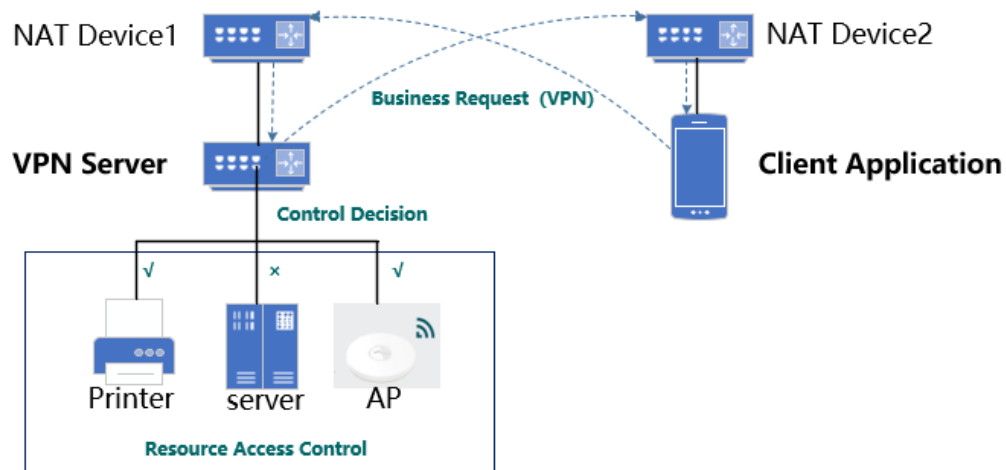 NAT Device1
NAT Device2
Business Request (VPN)
VPN Server
Client Application
Control Decision
√ × √
Printer server AP
Resource Access Control